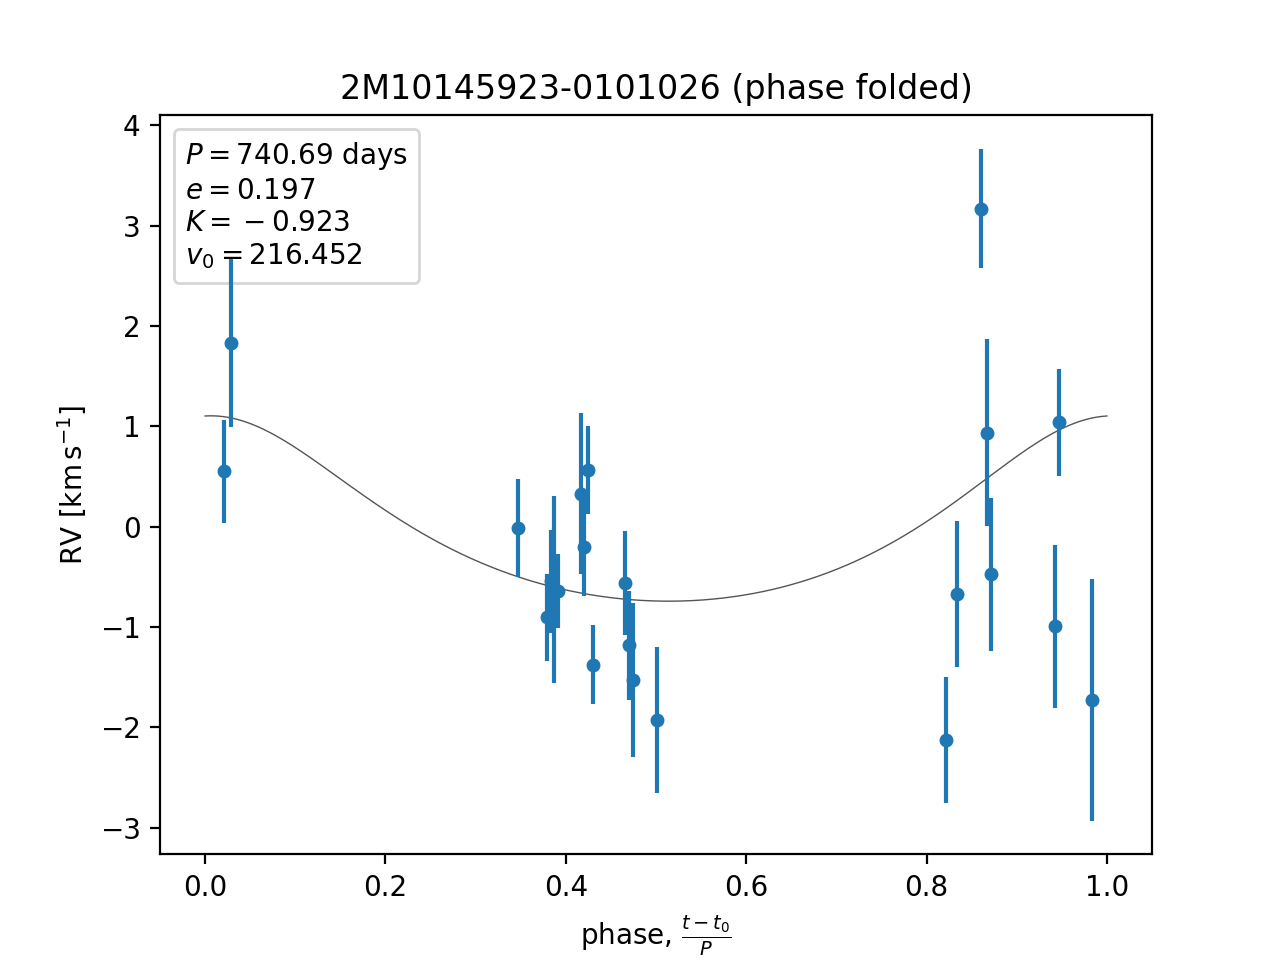 2M10145923-0101026 (phase folded)
P = 740.69 days
e = 0.197
K = −0.923
v₀ = 216.452
4
3
2
1
0
−1
−2
−3
RV [km s⁻¹]
0.0 0.2 0.4 0.6 0.8 1.0
phase, (t − t₀)/P